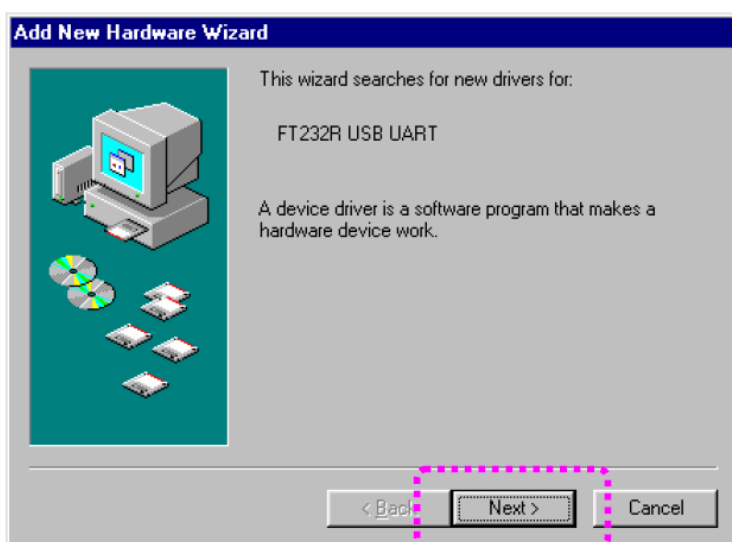 Add New Hardware Wizard
This wizard searches for new drivers for:
FT232R USB UART
A device driver is a software program that makes a
hardware device work.
< Back
Next >
Cancel